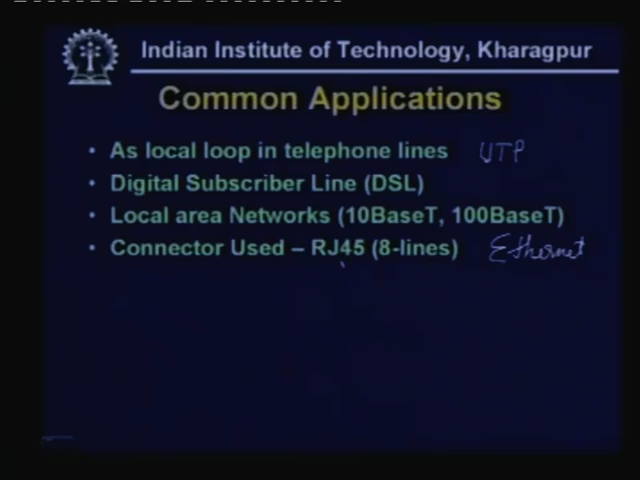 Indian Institute of Technology, Kharagpur
Common Applications
• As local loop in telephone lines UTP
• Digital Subscriber Line (DSL)
• Local area Networks (10BaseT, 100BaseT)
• Connector Used – RJ45 (8-lines) Ethernet